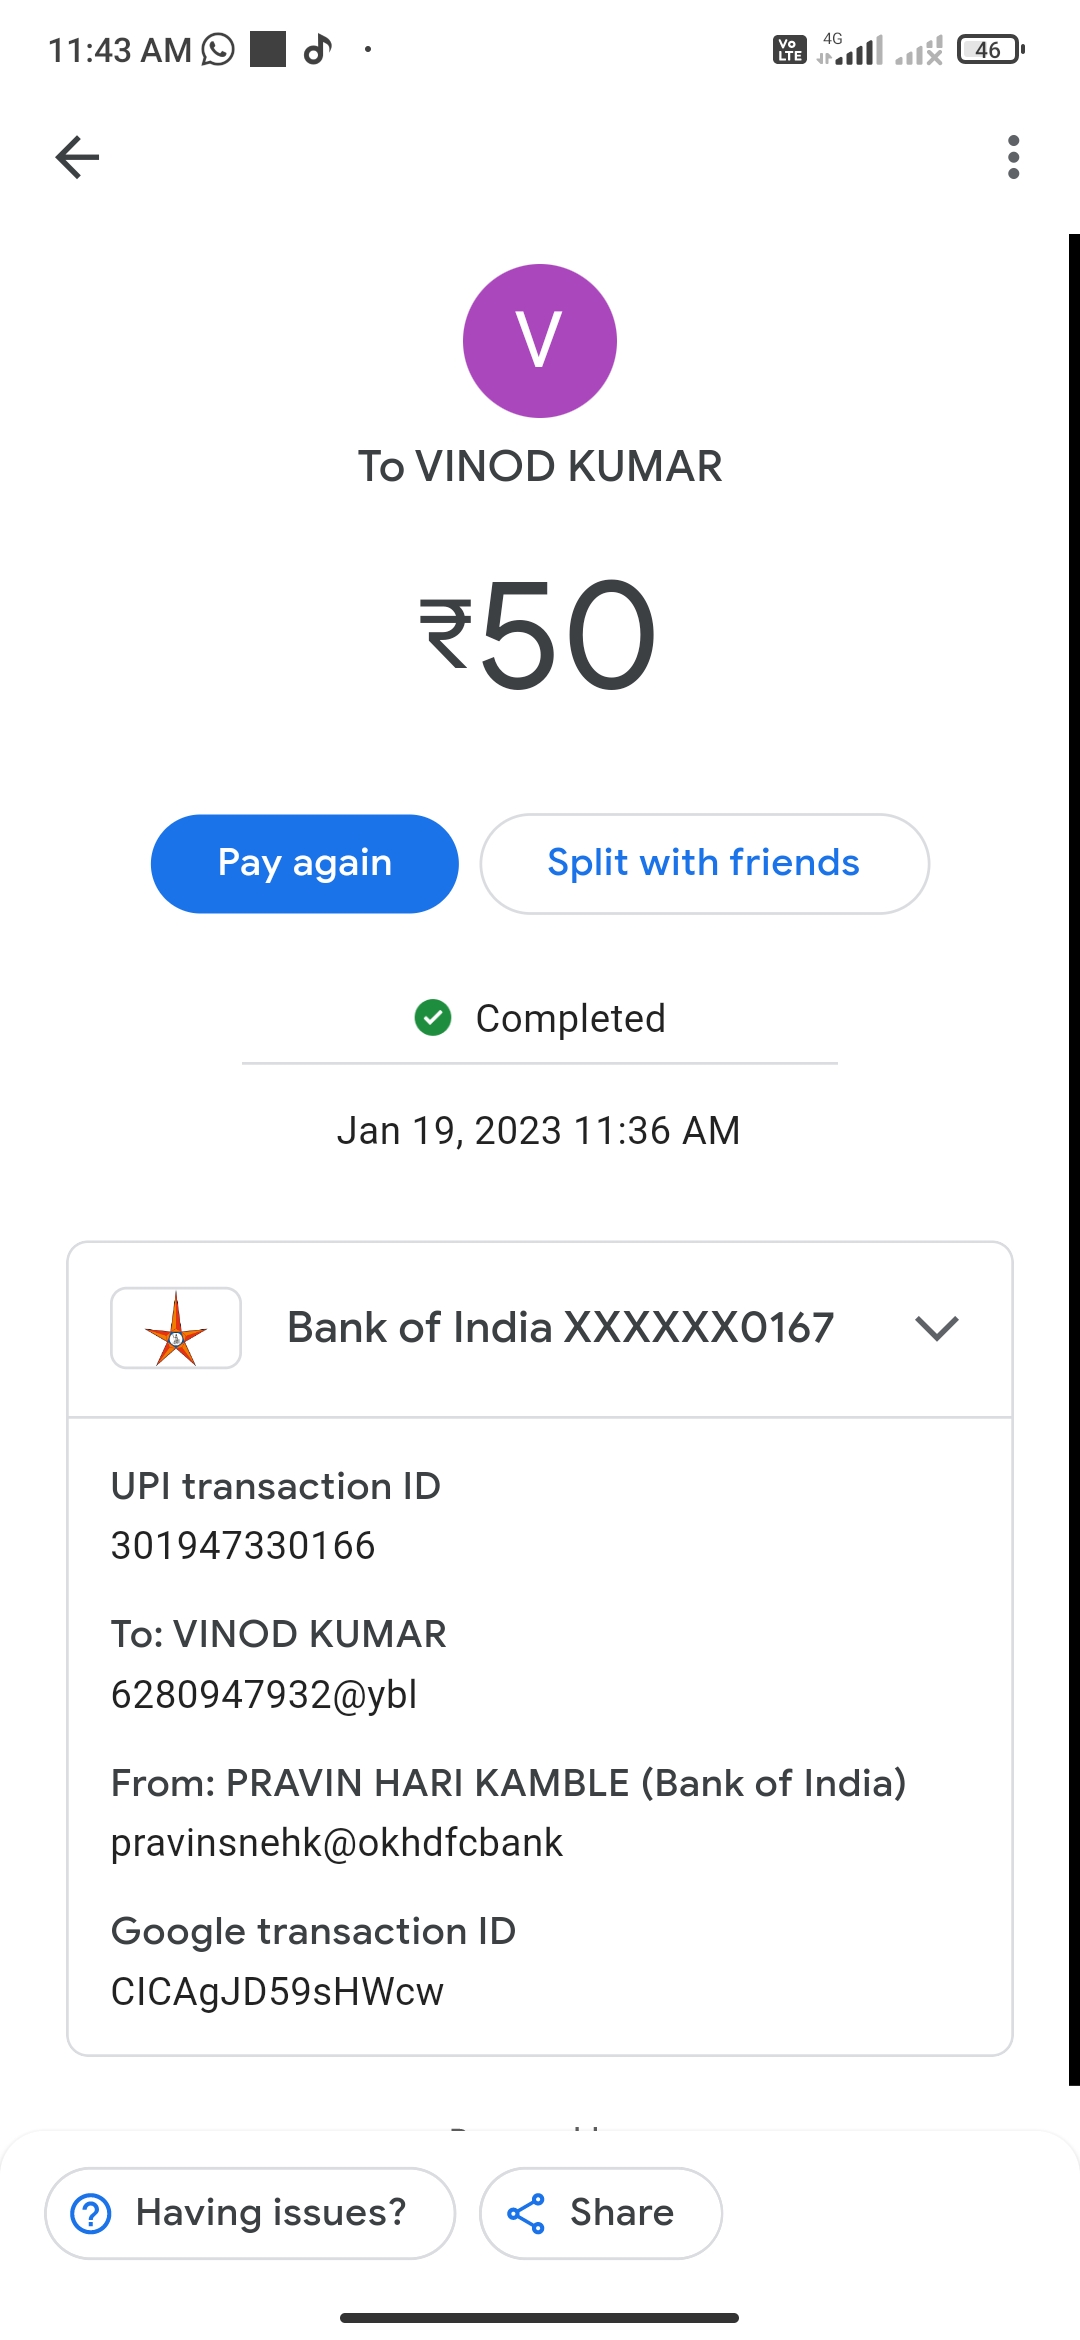 11:43 AM
Vo LTE 4G 46
V
To VINOD KUMAR
₹50
Pay again
Split with friends
Completed
Jan 19, 2023 11:36 AM
Bank of India XXXXXX0167
UPI transaction ID
301947330166
To: VINOD KUMAR
6280947932@ybl
From: PRAVIN HARI KAMBLE (Bank of India)
pravinsnehk@okhdfcbank
Google transaction ID
CICAgJD59sHWcw
Having issues?
Share